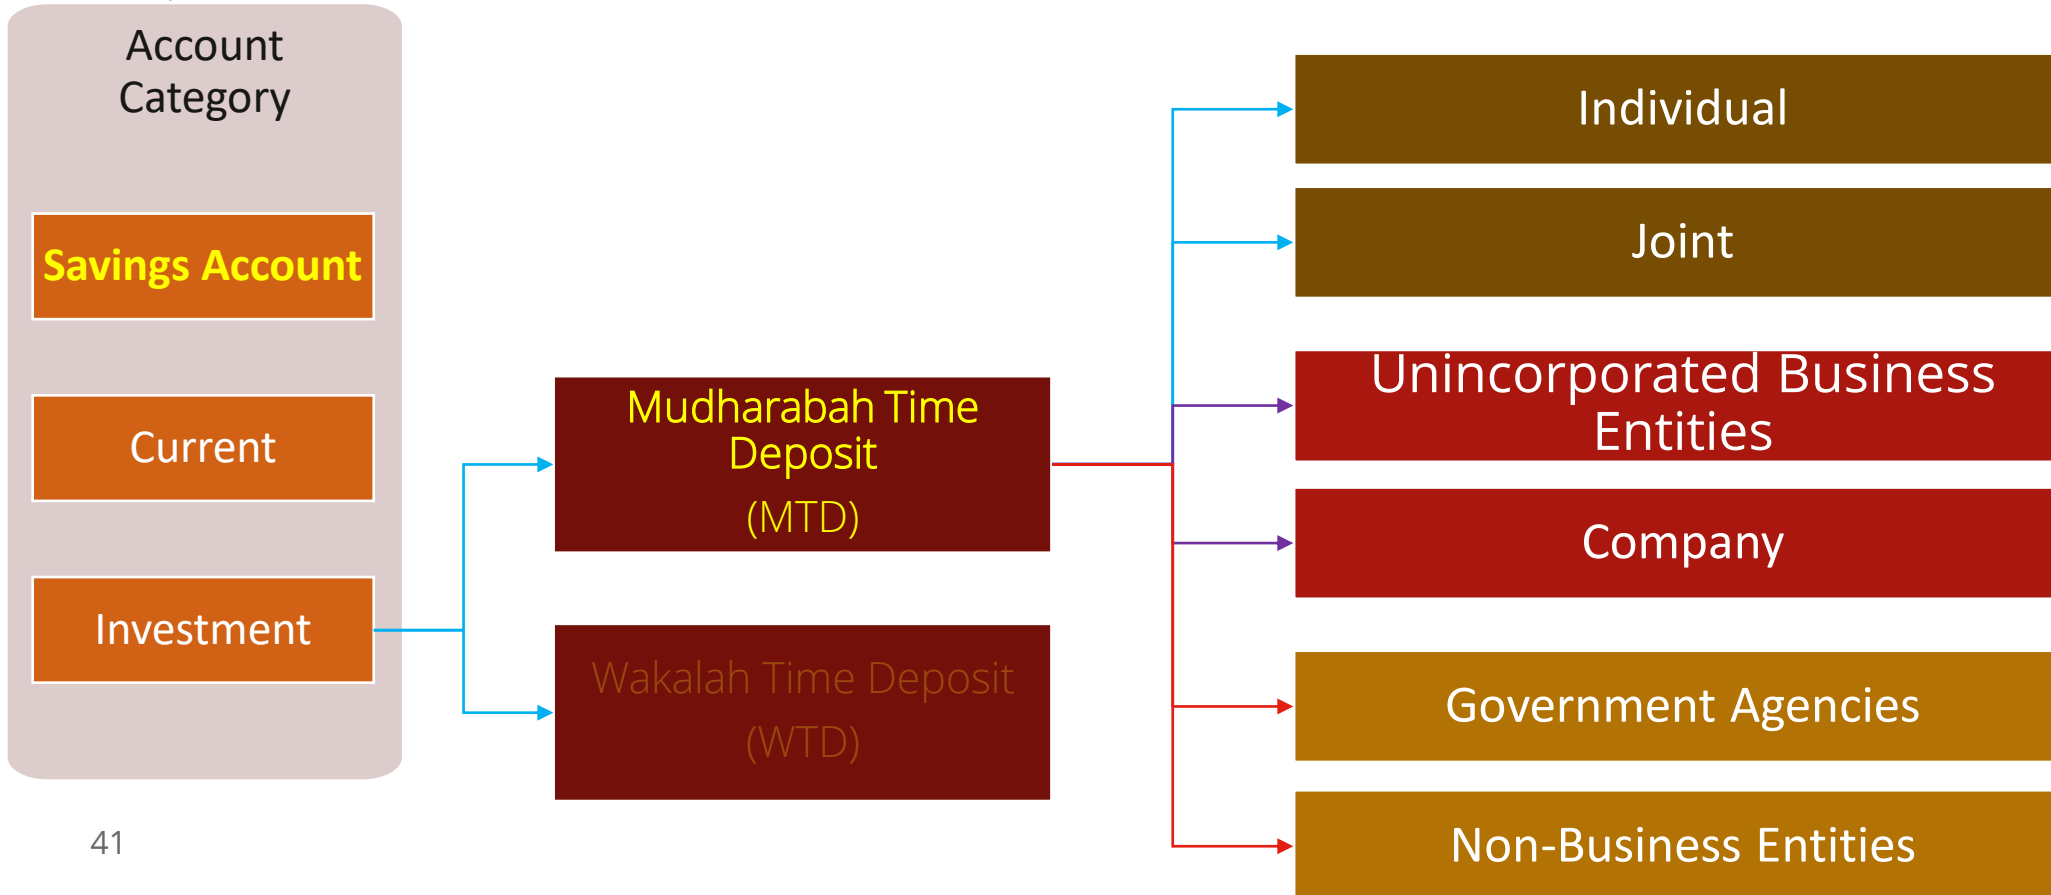 Account
Category
Savings Account
Current
Investment
Mudharabah Time
Deposit
(MTD)
Wakalah Time Deposit
(WTD)
Individual
Joint
Unincorporated Business
Entities
Company
Government Agencies
Non-Business Entities
41